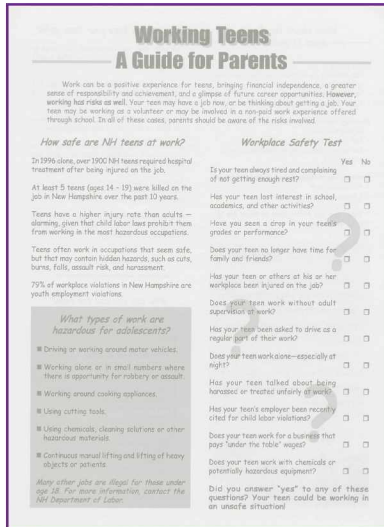 Working Teens
A Guide for Parents
Work can be a positive experience for teens, bringing financial independence, a greater
sense of responsibility and achievement, and a glimpse of future career opportunities. However,
working has risks as well. Your teen may have a job now, or be thinking about getting a job. Your
teen may be working as a volunteer or may be involved in a non-paid work experience offered
through school. In all of these cases, parents should be aware of the risks involved.
How safe are NH teens at work?
In 1996 alone, over 1900 NH teens required hospital
treatment after being injured on the job.
At least 5 teens (ages 14 - 19) were killed on the
job in New Hampshire over the past 10 years.
Teens have a higher injury rate than adults —
alarming, given that child labor laws prohibit them
from working in the most hazardous occupations.
Teens often work in occupations that seem safe,
but that may contain hidden hazards, such as cuts,
burns, falls, assault risk, and harassment.
79% of workplace violations in New Hampshire are
youth employment violations.
What types of work are
hazardous for adolescents?
■ Driving or working around motor vehicles.
■ Working alone or in small numbers where
there is opportunity for robbery or assault.
■ Working around cooking appliances.
■ Using cutting tools.
■ Using chemicals, cleaning solutions or other
hazardous materials.
■ Continuous manual lifting and lifting of heavy
objects or patients.
Many other jobs are illegal for those under
age 18. For more information, contact the
NH Department of Labor.
Workplace Safety Test
Yes No
Is your teen always tired and complaining
of not getting enough rest?
Has your teen lost interest in school,
academics, and other activities?
Have you seen a drop in your teen's
grades or performance?
Does your teen no longer have time for
family and friends?
Has your teen or others at his or her
workplace been injured on the job?
Does your teen work without adult
supervision at work?
Has your teen been asked to drive as a
regular part of their work?
Does your teen work alone—especially at
night?
Has your teen talked about being
harassed or treated unfairly at work?
Has your teen's employer been recently
cited for child labor violations?
Does your teen work for a business that
pays "under the table" wages?
Does your teen work with chemicals or
potentially hazardous equipment?
Did you answer "yes" to any of these
questions? Your teen could be working in
an unsafe situation!